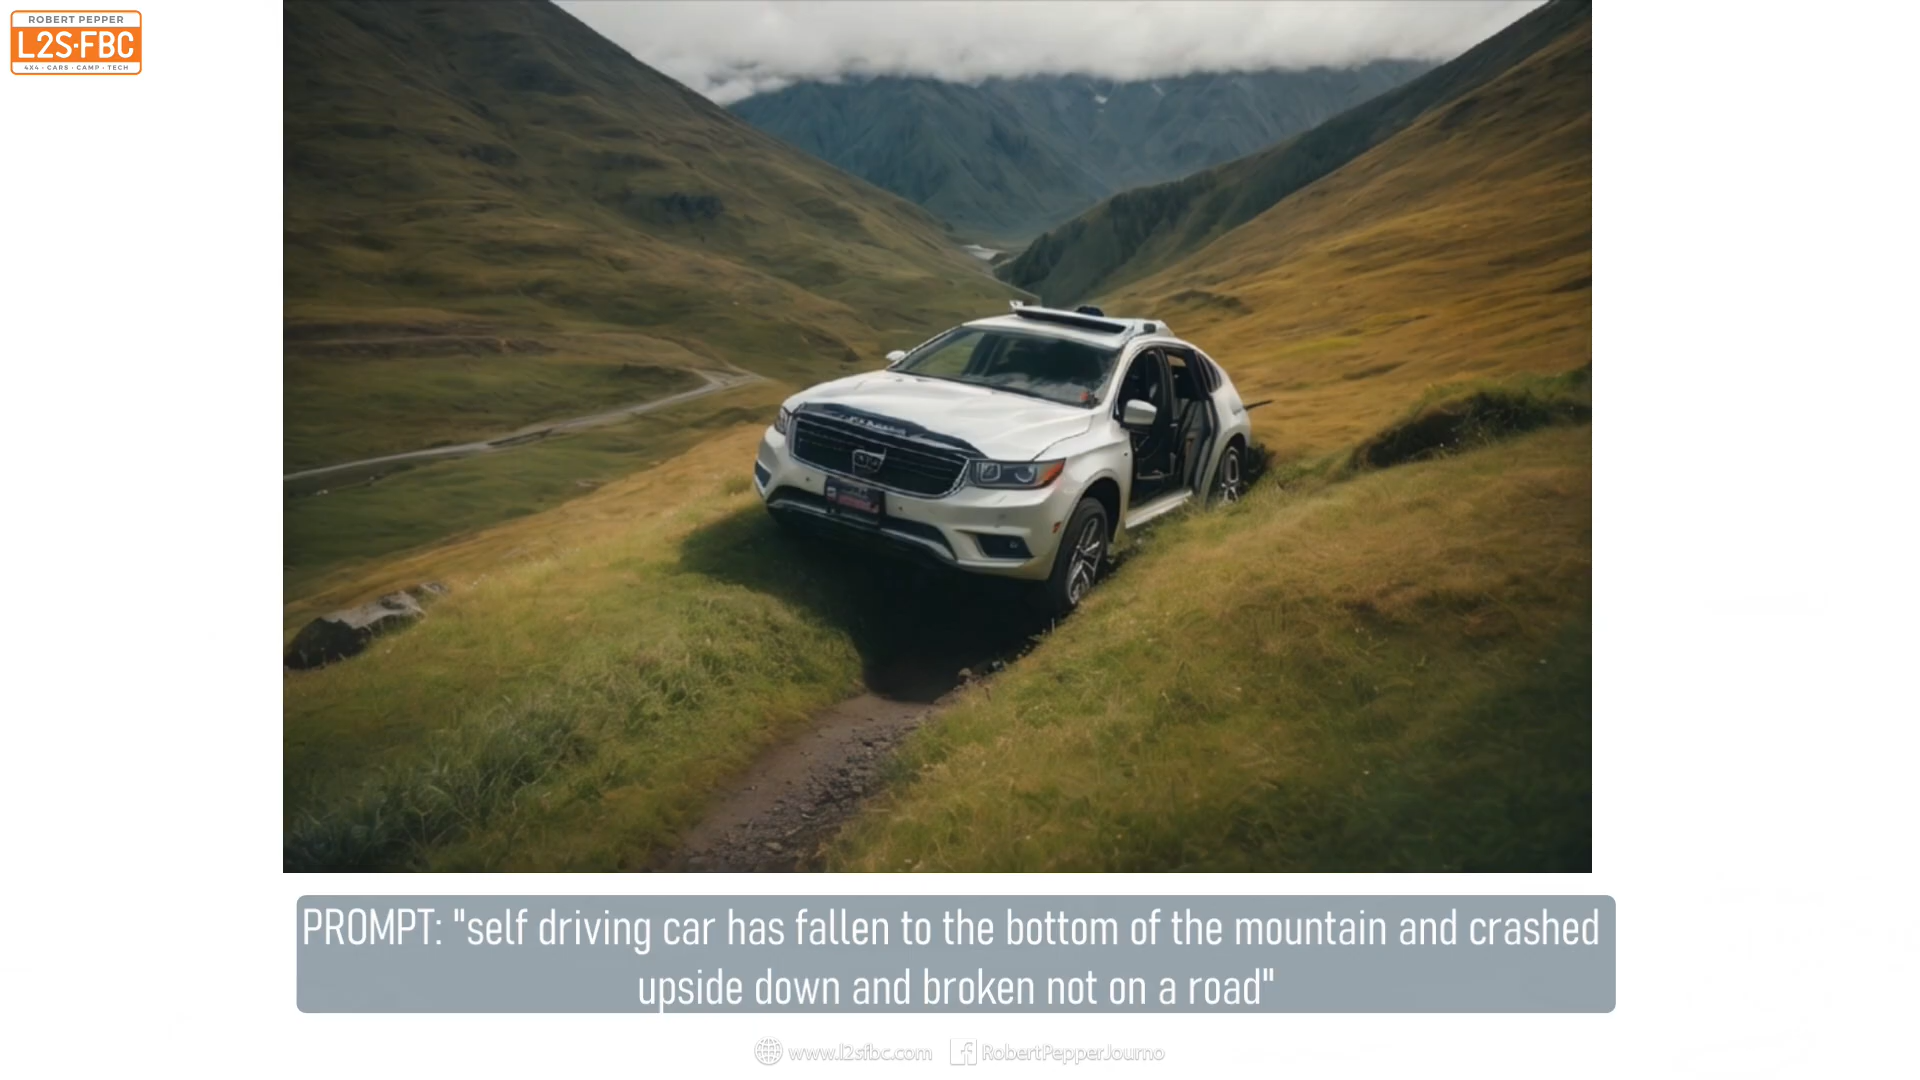 ROBERT PEPPER
L2S·FBC
4X4 · CARS · CAMP · TECH
PROMPT: "self driving car has fallen to the bottom of the mountain and crashed
upside down and broken not on a road"
www.l2sfbc.com RobertPepperJourno